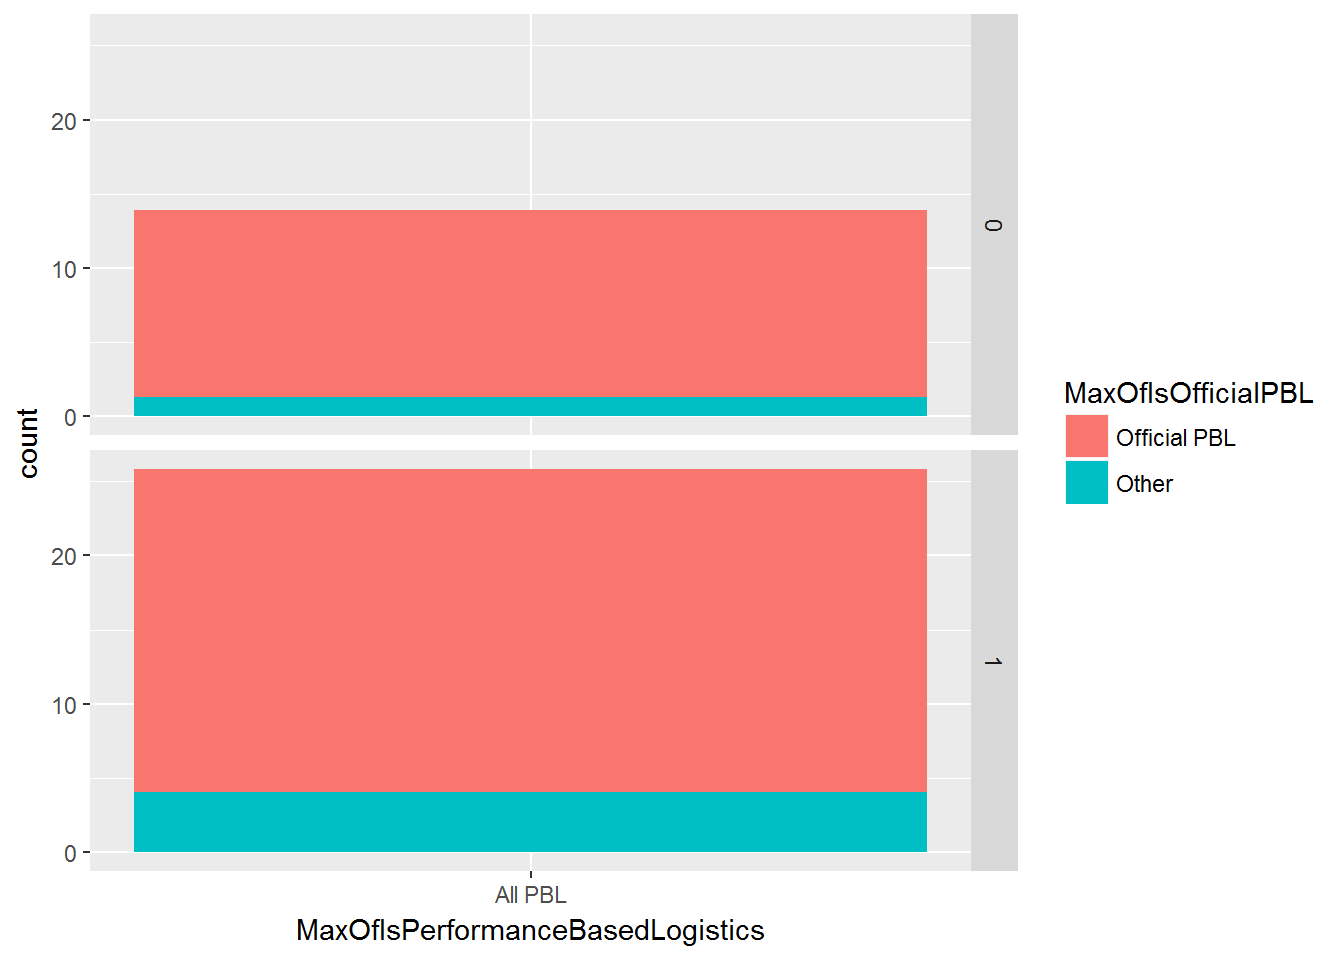 count
20
10
0
0
20
10
0
1
All PBL
MaxOfIsPerformanceBasedLogistics
MaxOfIsOfficialPBL
Official PBL
Other